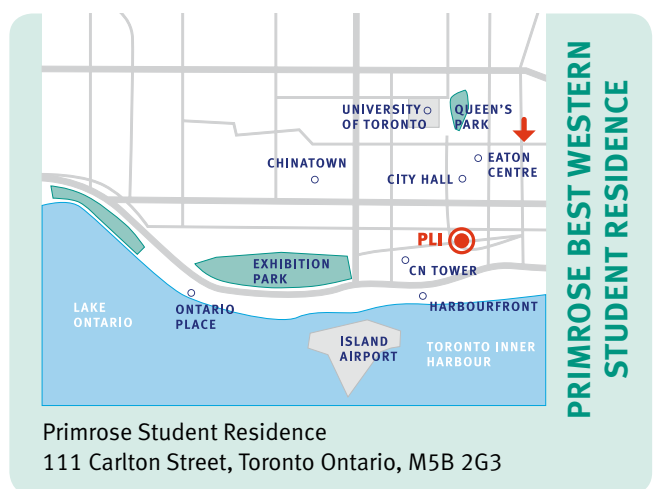 UNIVERSITY
OF TORONTO
QUEEN'S
PARK
CHINATOWN
EATON
CENTRE
CITY HALL
PLI
EXHIBITION
PARK
CN TOWER
LAKE
ONTARIO
ONTARIO
PLACE
HARBOURFRONT
ISLAND
AIRPORT
TORONTO INNER
HARBOUR
PRIMROSE BEST WESTERN
STUDENT RESIDENCE
Primrose Student Residence
111 Carlton Street, Toronto Ontario, M5B 2G3